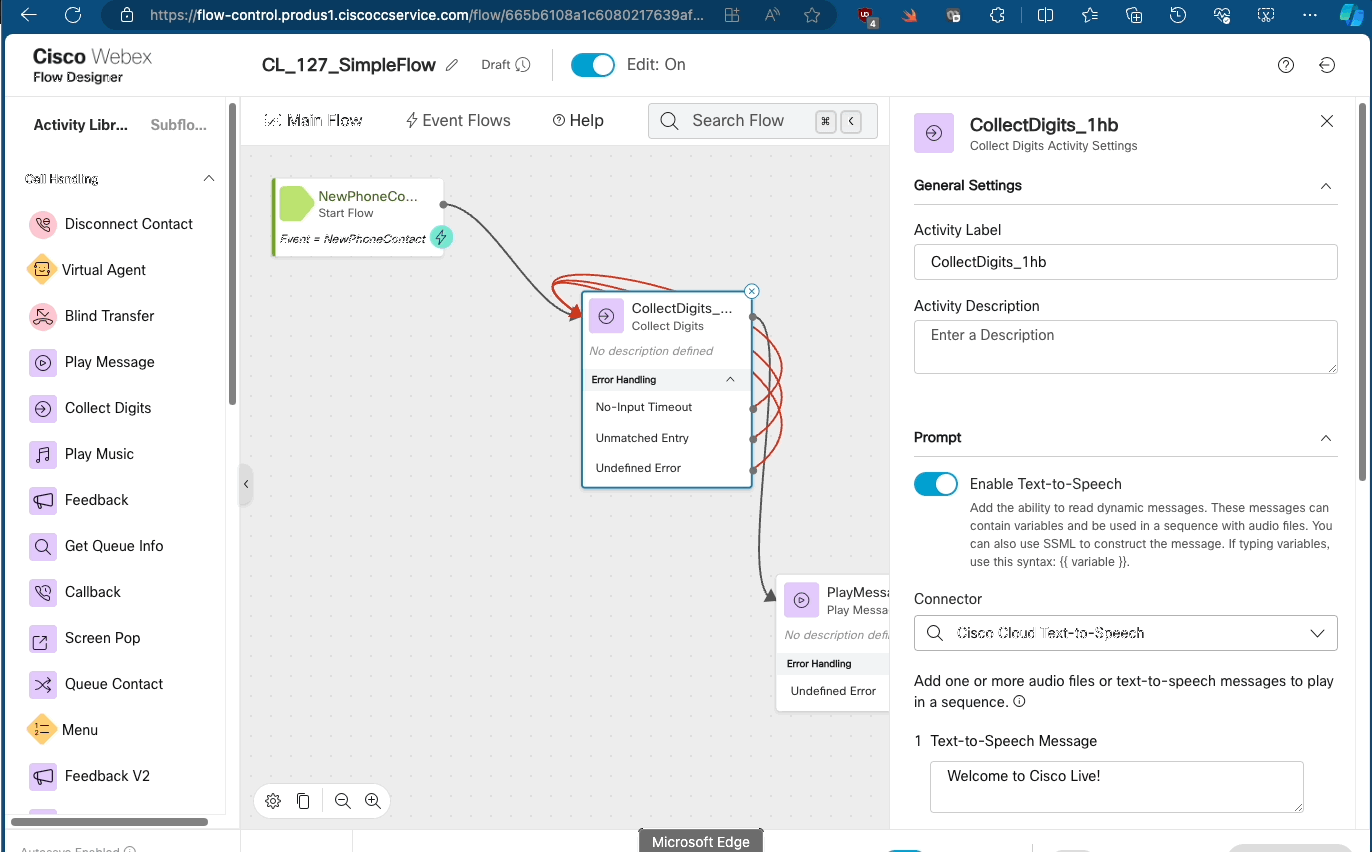 https://flow-control.produs1.ciscoccservice.com/flow/665b6108a1c6080217639af...
4
Cisco Webex
Flow Designer
CL_127_SimpleFlow
Draft
Edit: On
Activity Libr...
Subflo...
Main Flow
Event Flows
Help
Search Flow
⌘
<
Call Handling
Disconnect Contact
Virtual Agent
Blind Transfer
Play Message
Collect Digits
Play Music
Feedback
Get Queue Info
Callback
Screen Pop
Queue Contact
Menu
Feedback V2
Autosave Enabled
NewPhoneCo...
Start Flow
Event = NewPhoneContact
CollectDigits_...
Collect Digits
No description defined
Error Handling
No-Input Timeout
Unmatched Entry
Undefined Error
PlayMessa
Play Messa
No description defi
Error Handling
Undefined Error
Microsoft Edge
CollectDigits_1hb
Collect Digits Activity Settings
General Settings
Activity Label
CollectDigits_1hb
Activity Description
Enter a Description
Prompt
Enable Text-to-Speech
Add the ability to read dynamic messages. These messages can
contain variables and be used in a sequence with audio files. You
can also use SSML to construct the message. If typing variables,
use this syntax: {{ variable }}.
Connector
Cisco Cloud Text-to-Speech
Add one or more audio files or text-to-speech messages to play
in a sequence.
1 Text-to-Speech Message
Welcome to Cisco Live!